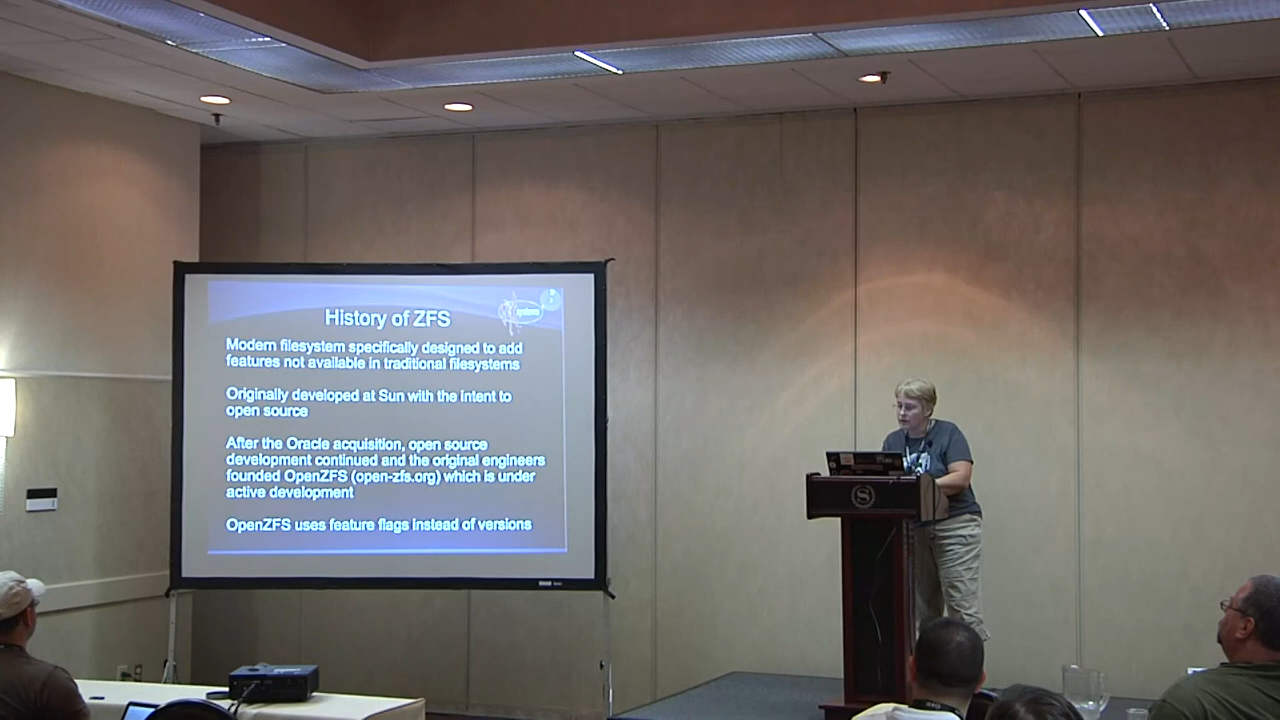 History of ZFS
systems
Modern filesystem specifically designed to add
features not available in traditional filesystems
Originally developed at Sun with the intent to
open source
After the Oracle acquisition, open source
development continued and the original engineers
founded OpenZFS (open-zfs.org) which is under
active development
OpenZFS uses feature flags instead of versions
S